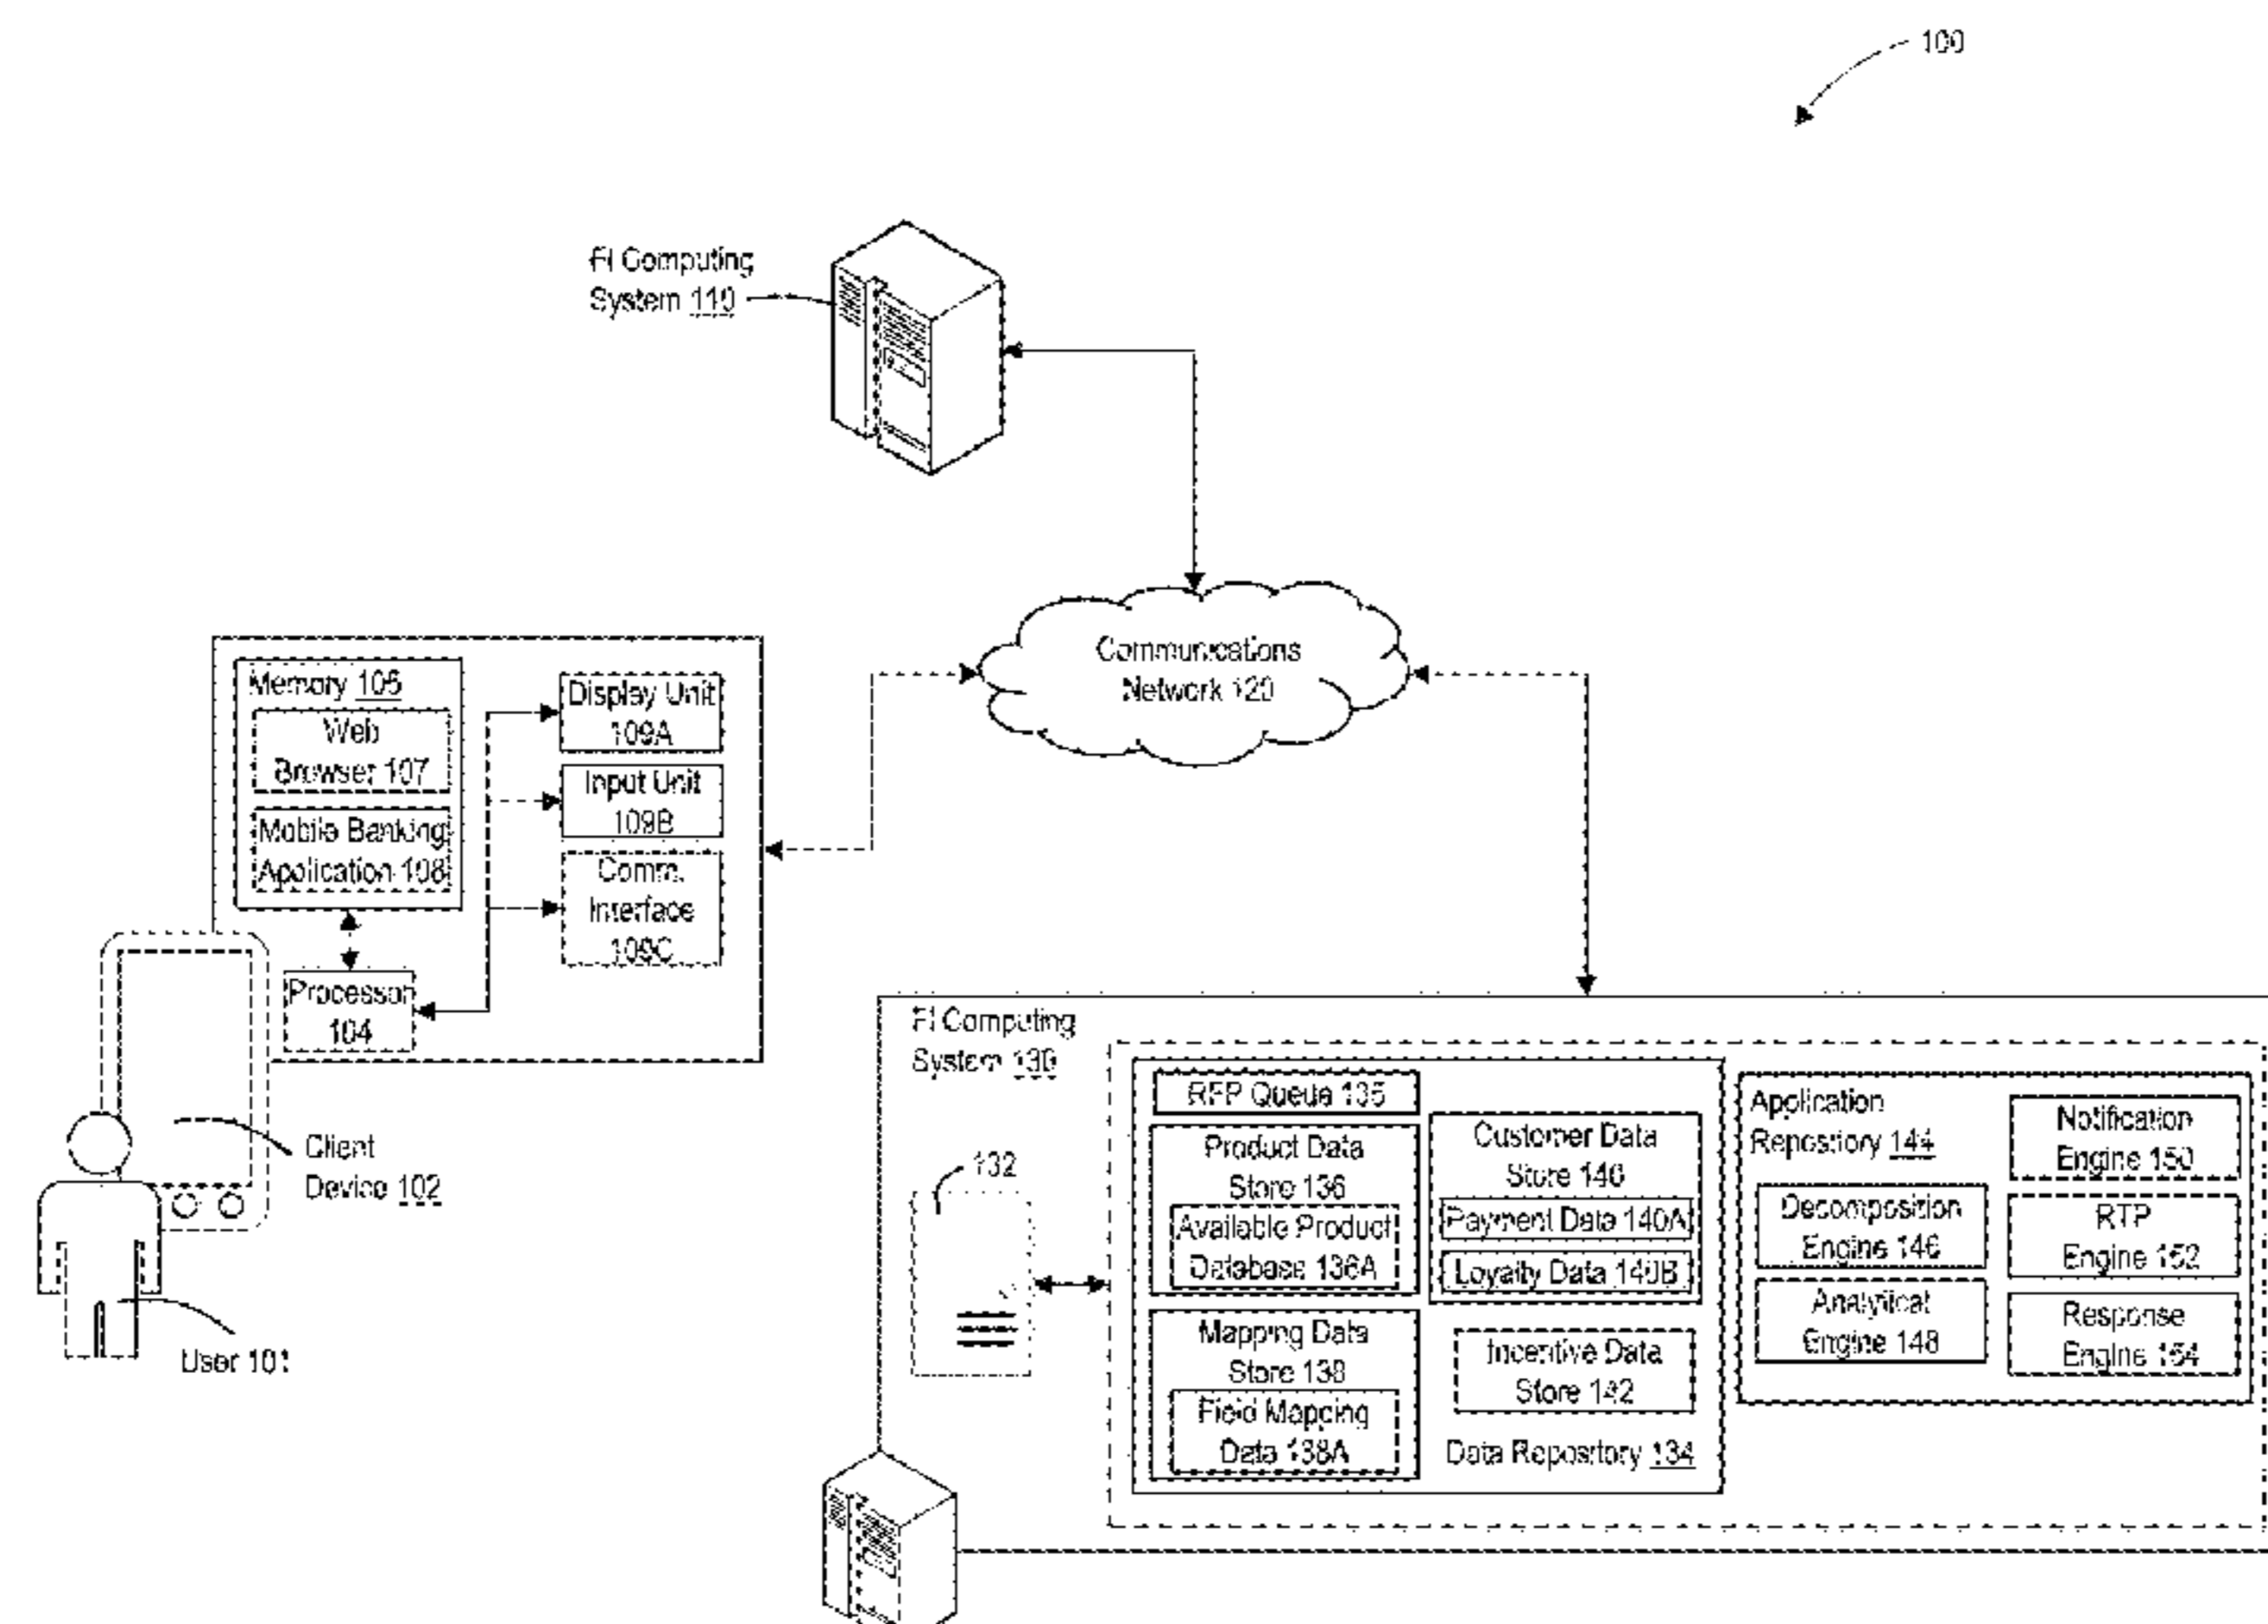 100
FI Computing
System 110
Communications
Network 120
Memory 106
Web
Browser 107
Mobile Banking
Application 108
Display Unit
109A
Input Unit
109B
Comm.
Interface
109C
Processor
104
Client
Device 102
User 101
FI Computing
System 130
132
RFP Queue 135
Product Data
Store 136
Available Product
Database 136A
Mapping Data
Store 138
Field Mapping
Data 138A
Customer Data
Store 140
Payment Data 140A
Loyalty Data 140B
Incentive Data
Store 142
Data Repository 134
Application
Repository 144
Decomposition
Engine 146
Analytical
Engine 148
Notification
Engine 150
RTP
Engine 152
Response
Engine 154